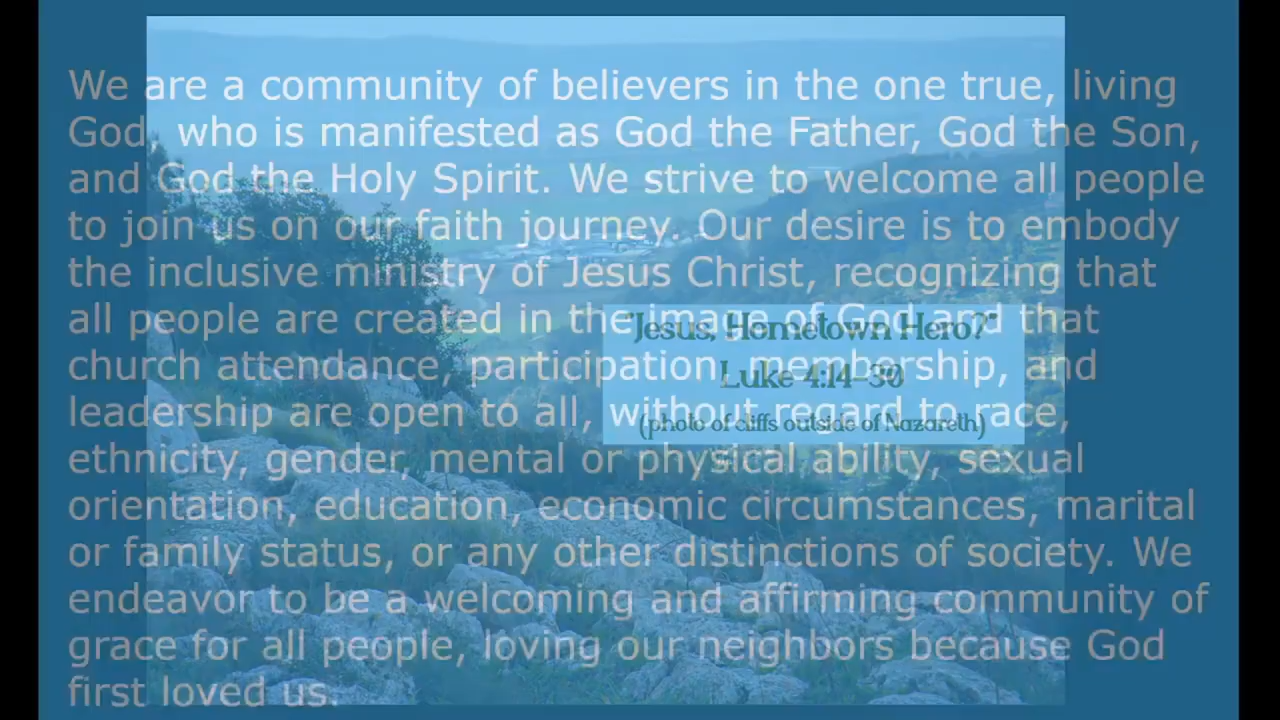 We are a community of believers in the one true, living
God, who is manifested as God the Father, God the Son,
and God the Holy Spirit. We strive to welcome all people
to join us on our faith journey. Our desire is to embody
the inclusive ministry of Jesus Christ, recognizing that
all people are created in the image of God and that
church attendance, participation, membership, and
leadership are open to all, without regard to race,
ethnicity, gender, mental or physical ability, sexual
orientation, education, economic circumstances, marital
or family status, or any other distinctions of society. We
endeavor to be a welcoming and affirming community of
grace for all people, loving our neighbors because God
first loved us.
"Jesus, Hometown Hero?"
Luke 4:14-30
(photo of cliffs outside of Nazareth)